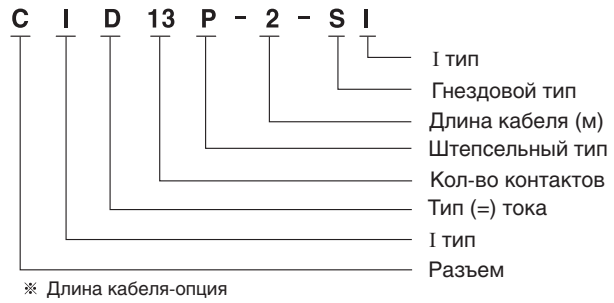 C I D 13 P - 2 - S I
I тип
Гнездовой тип
Длина кабеля (м)
Штепсельный тип
Кол-во контактов
Тип (=) тока
I тип
Разъем
※ Длина кабеля-опция